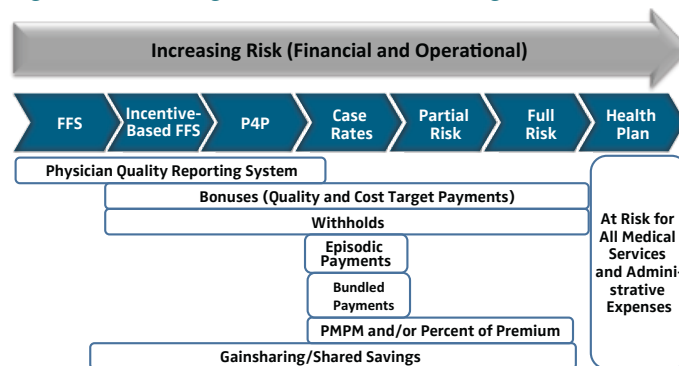 Increasing Risk (Financial and Operational)
FFS
Incentive-
Based FFS
P4P
Case
Rates
Partial
Risk
Full
Risk
Health
Plan
Physician Quality Reporting System
Bonuses (Quality and Cost Target Payments)
Withholds
Episodic
Payments
Bundled
Payments
PMPM and/or Percent of Premium
Gainsharing/Shared Savings
At Risk for
All Medical
Services
and Admini-
strative
Expenses